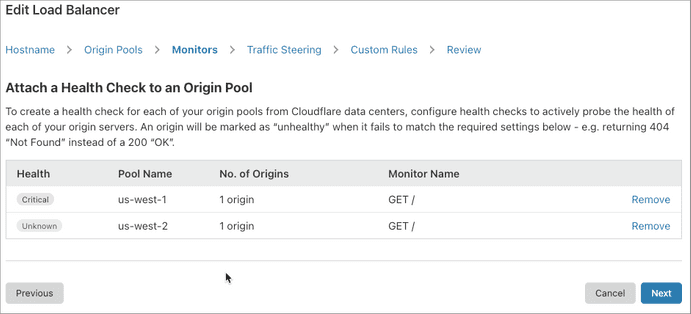 Edit Load Balancer
Hostname > Origin Pools > Monitors > Traffic Steering > Custom Rules > Review
Attach a Health Check to an Origin Pool
To create a health check for each of your origin pools from Cloudflare data centers, configure health checks to actively probe the health of
each of your origin servers. An origin will be marked as “unhealthy” when it fails to match the required settings below - e.g. returning 404
“Not Found” instead of a 200 “OK”.
Health Pool Name No. of Origins Monitor Name
Critical us-west-1 1 origin GET / Remove
Unknown us-west-2 1 origin GET / Remove
Previous Cancel Next